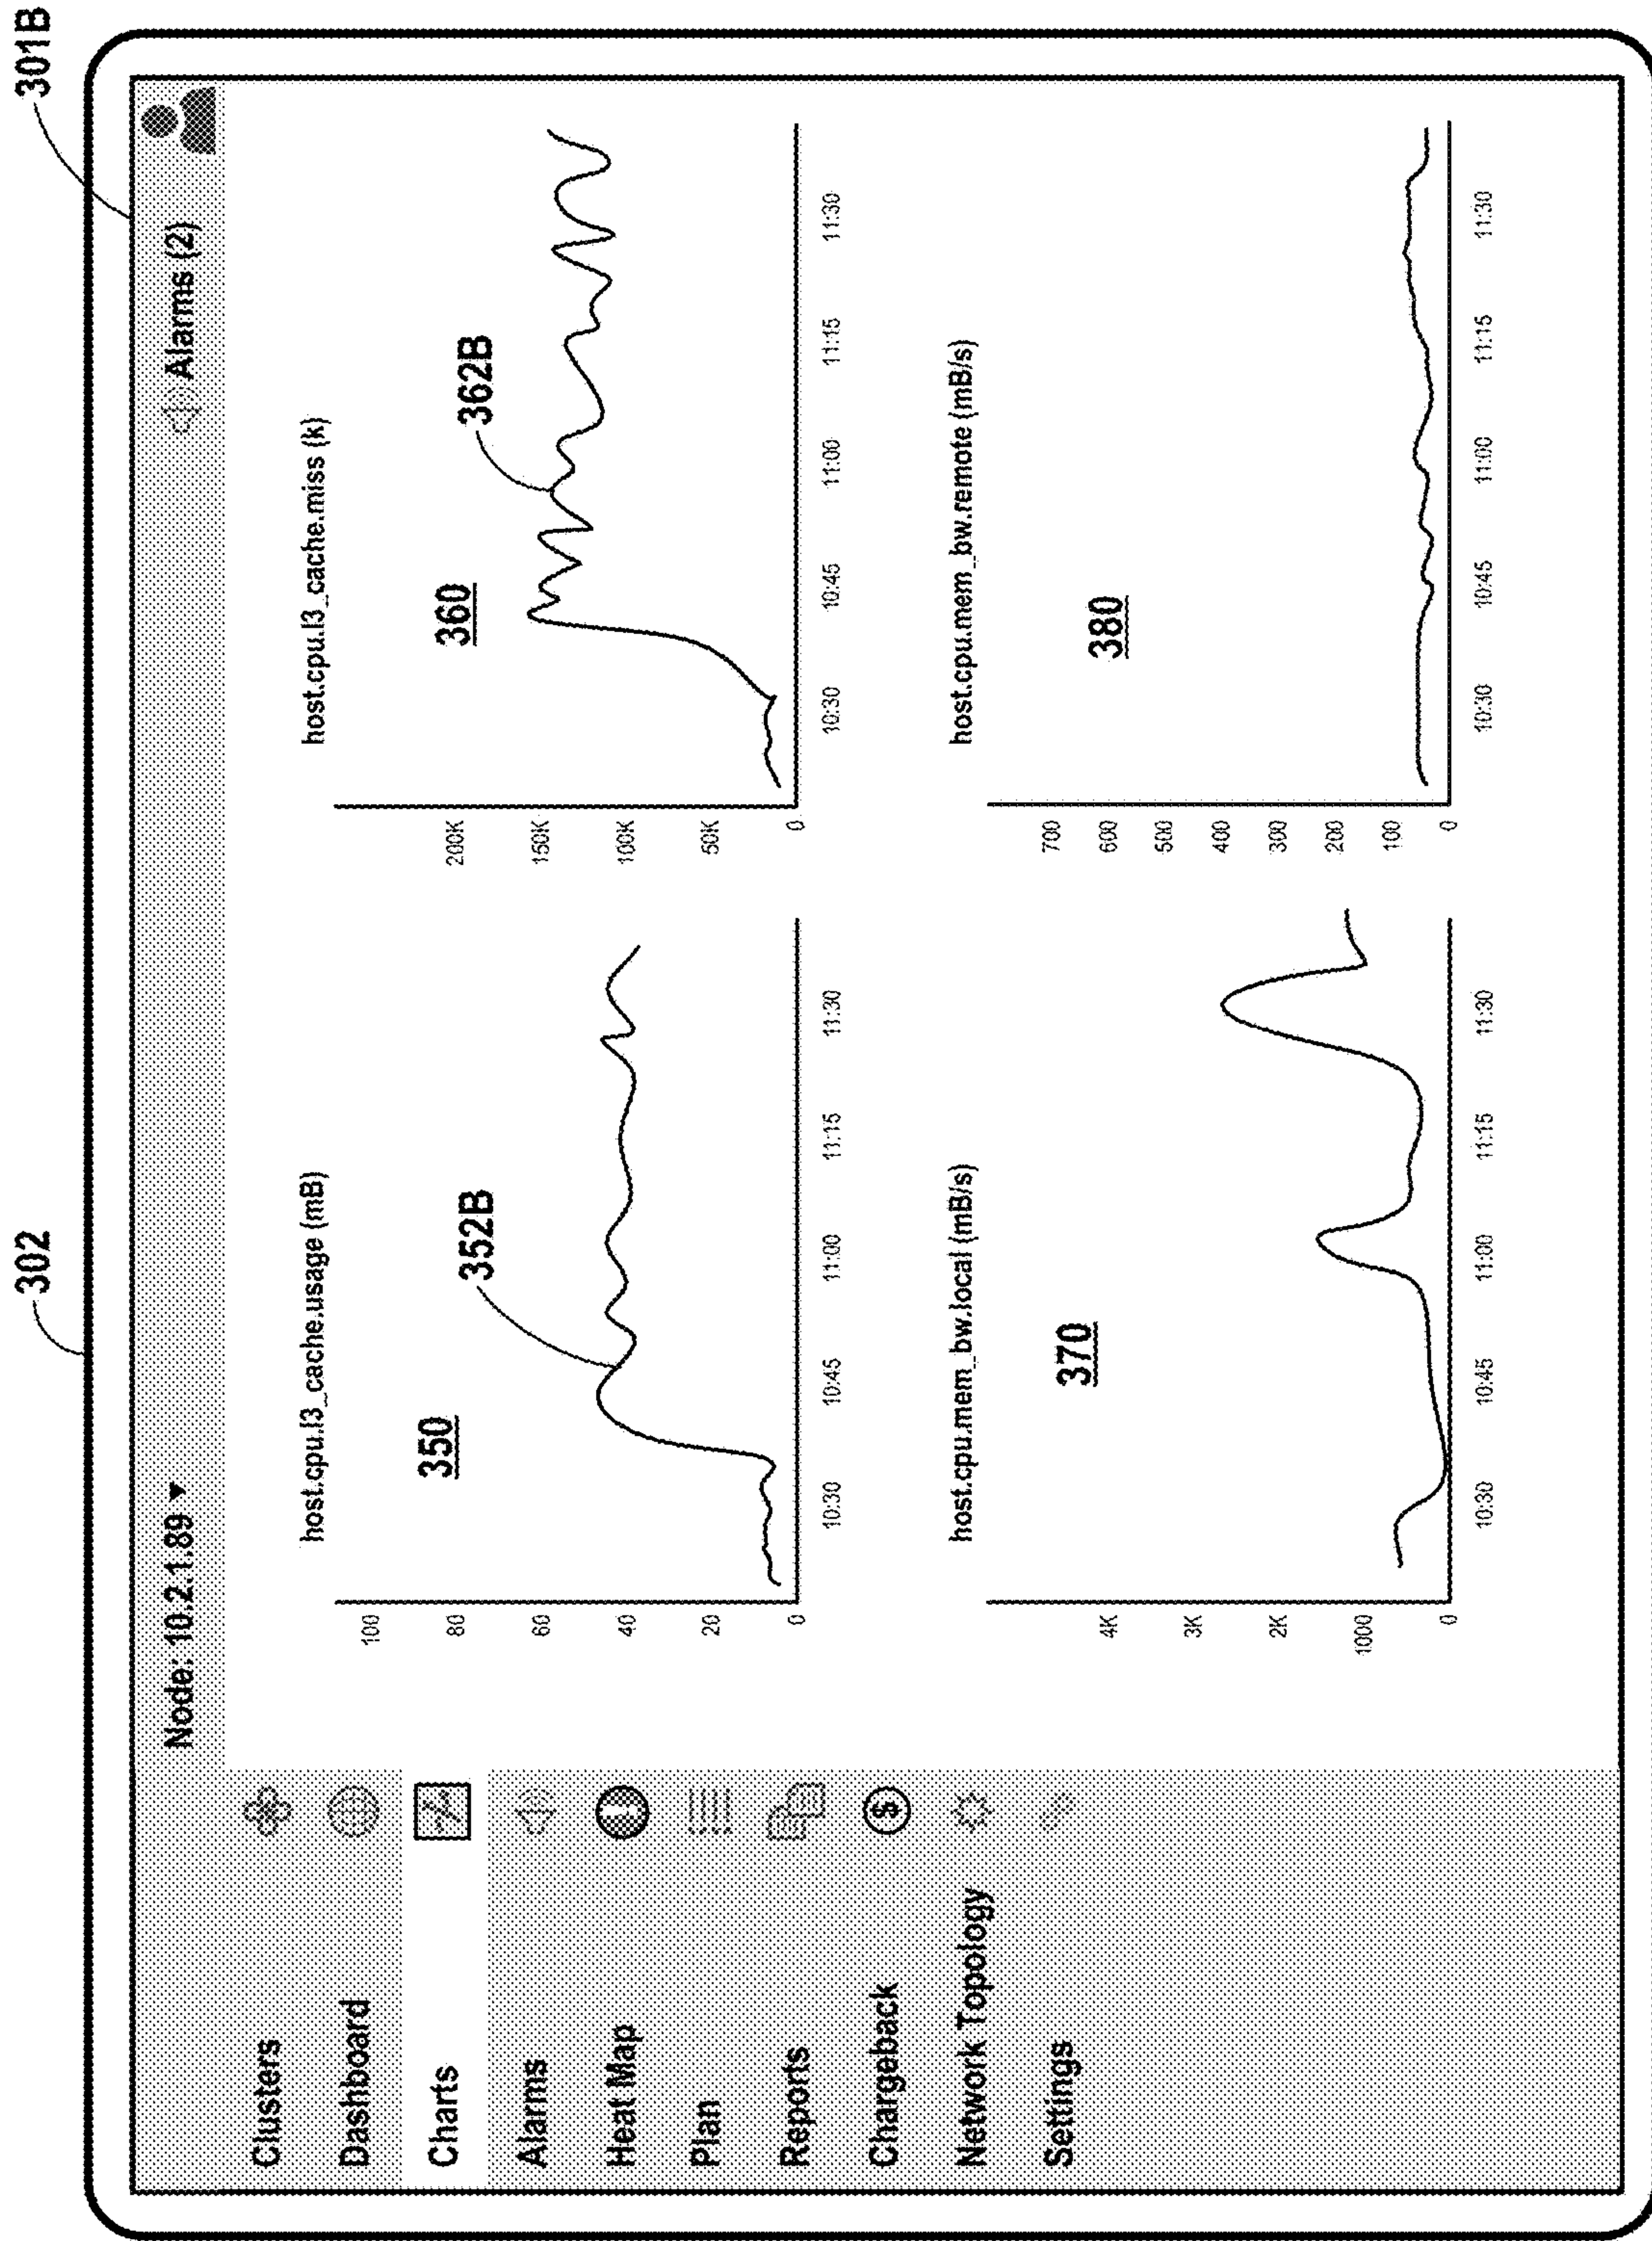 302
301B
Node: 10.2.1.89 ▼
Alarms (2)
Clusters
Dashboard
Charts
Alarms
Heat Map
Plan
Reports
Chargeback
$
Network Topology
Settings
host.cpu.l3_cache.usage (mB)
350
352B
100
80
60
40
20
0
10:30 10:45 11:00 11:15 11:30
host.cpu.l3_cache.miss (k)
360
362B
200K
150K
100K
50K
0
10:30 10:45 11:00 11:15 11:30
host.cpu.mem_bw.local (mB/s)
370
4K
3K
2K
1000
0
10:30 10:45 11:00 11:15 11:30
host.cpu.mem_bw.remote (mB/s)
380
700
600
500
400
300
200
100
0
10:30 10:45 11:00 11:15 11:30